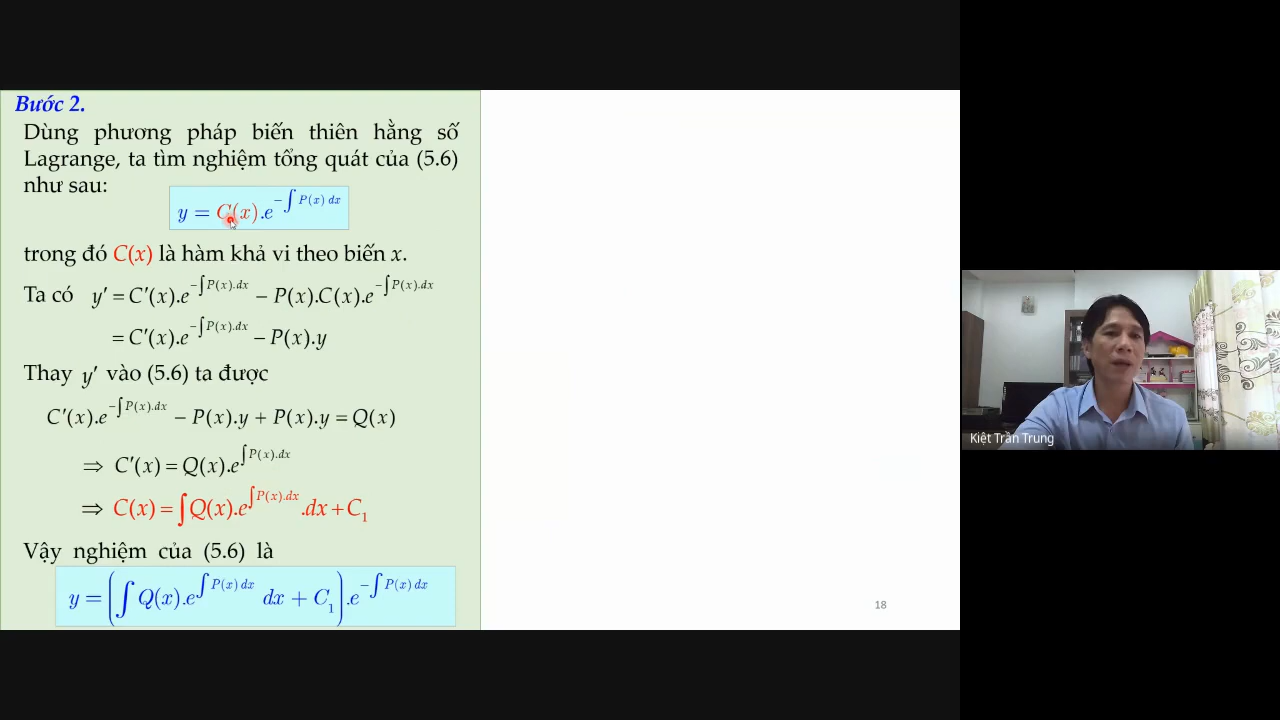 Bước 2.
Dùng phương pháp biến thiên hằng số
Lagrange, ta tìm nghiệm tổng quát của (5.6)
như sau:
y = C(x).e^{−∫P(x) dx}
trong đó C(x) là hàm khả vi theo biến x.
Ta có y′ = C′(x).e^{−∫P(x).dx} − P(x).C(x).e^{−∫P(x).dx}
= C′(x).e^{−∫P(x).dx} − P(x).y
Thay y′ vào (5.6) ta được
C′(x).e^{−∫P(x).dx} − P(x).y + P(x).y = Q(x)
⇒ C′(x) = Q(x).e^{∫P(x).dx}
⇒ C(x) = ∫Q(x).e^{∫P(x).dx}.dx + C₁
Vậy nghiệm của (5.6) là
y = (∫Q(x).e^{∫P(x) dx} dx + C₁).e^{−∫P(x) dx}
18
Kiệt Trần Trung